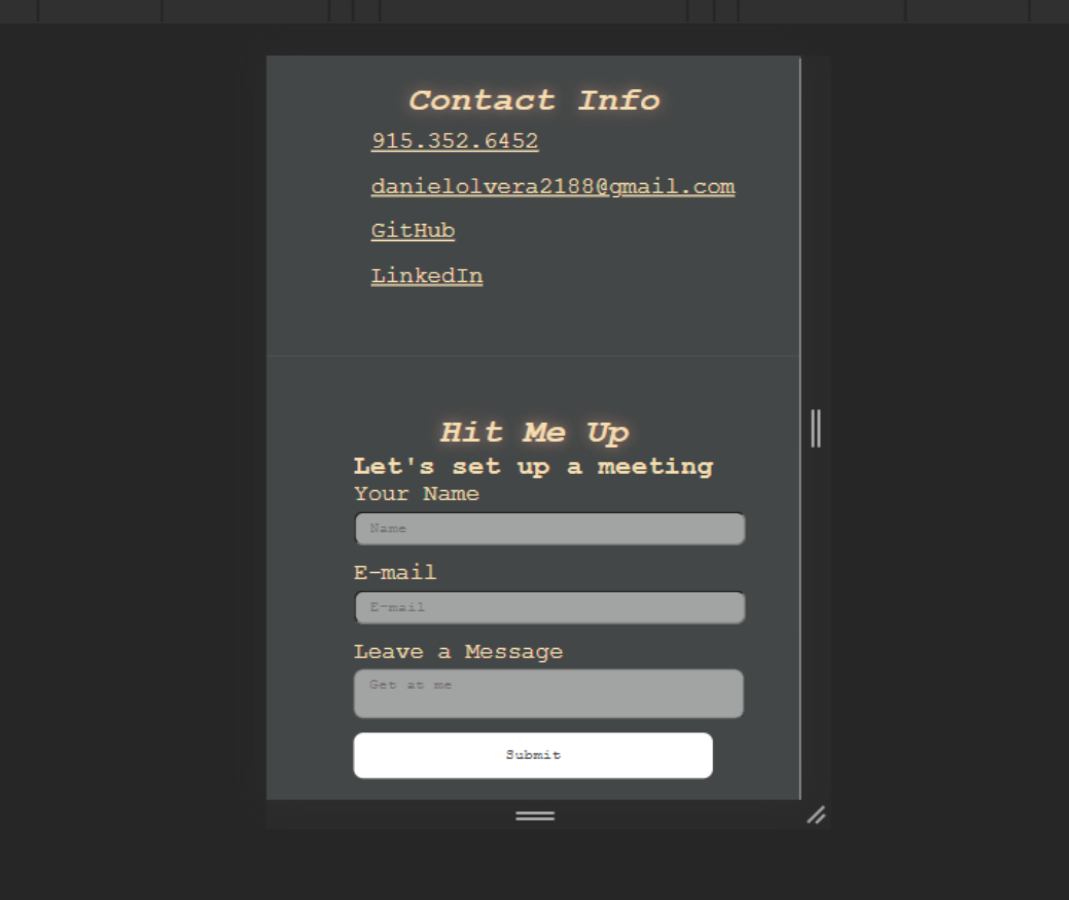 Contact Info
915.352.6452
danielolvera2188@gmail.com
GitHub
LinkedIn
Hit Me Up
Let's set up a meeting
Your Name
Name
E-mail
E-mail
Leave a Message
Get at me
Submit